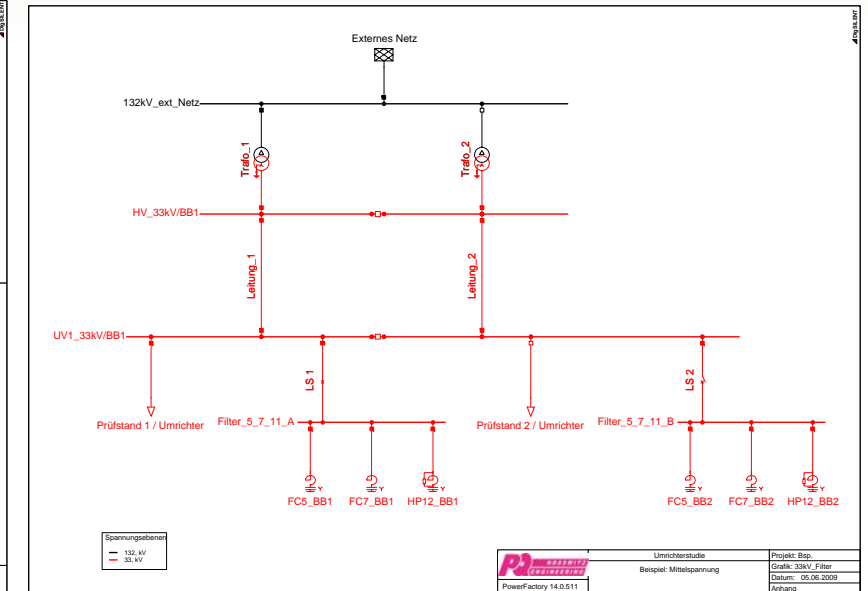 DIgSILENT
DIgSILENT
Externes Netz
132kV_ext_Netz
Trafo_1
Trafo_2
HV_33kV/BB1
Leitung_1
Leitung_2
UV1_33kV/BB1
LS 1
LS 2
Prüfstand 1 / Umrichter
Filter_5_7_11_A
Prüfstand 2 / Umrichter
Filter_5_7_11_B
FC5_BB1
FC7_BB1
HP12_BB1
FC5_BB2
FC7_BB2
HP12_BB2
Spannungsebenen
132, kV
33, kV
ENGINEERING
PowerFactory 14.0.511
Umrichterstudie
Beispiel: Mittelspannung
Projekt: Bsp.
Grafik: 33kV_Filter
Datum: 05.06.2009
Anhang